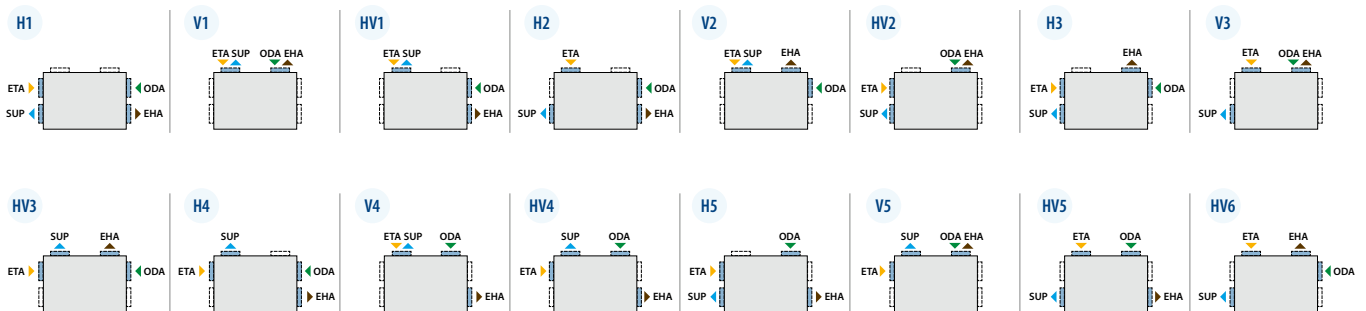 H1
V1
HV1
H2
V2
HV2
H3
V3
ETA SUP ODA EHA
ETA SUP
ETA
ETA SUP EHA
ODA EHA
EHA
ETA ODA EHA
ETA ODA
ODA
ODA
ODA
ETA
ETA ODA
SUP EHA
EHA
SUP EHA
SUP
SUP
HV3
H4
V4
HV4
H5
V5
HV5
HV6
SUP EHA
SUP
ETA SUP ODA
SUP ODA
ODA
SUP ODA EHA
ETA ODA
ETA EHA
ETA ODA
ETA ODA
ETA
ETA
ETA
ODA
EHA
EHA
EHA
SUP EHA
SUP EHA
SUP